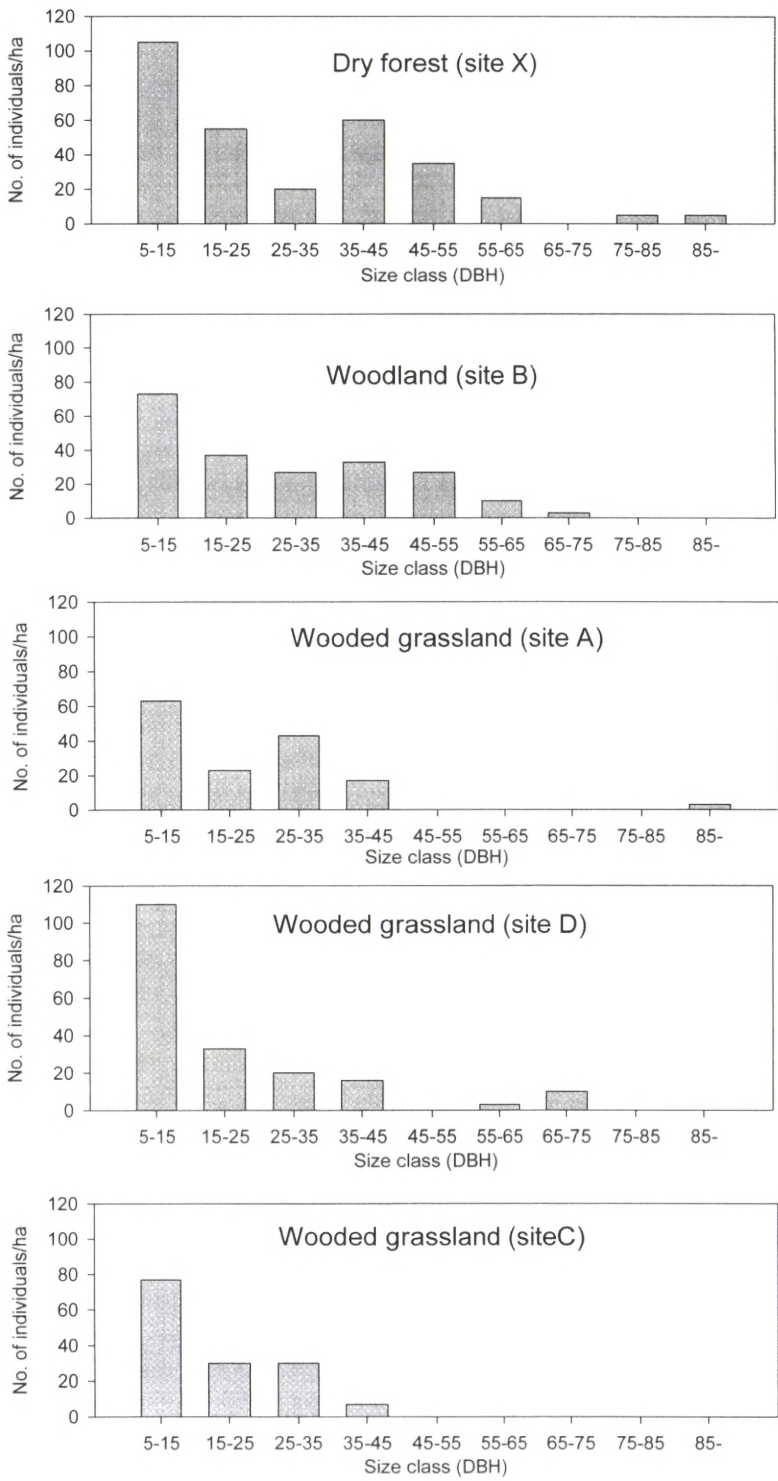 No. of individuals/ha
120
100
80
60
40
20
0
Dry forest (site X)
5-15 15-25 25-35 35-45 45-55 55-65 65-75 75-85 85-
Size class (DBH)
No. of individuals/ha
120
100
80
60
40
20
0
Woodland (site B)
5-15 15-25 25-35 35-45 45-55 55-65 65-75 75-85 85-
Size class (DBH)
No. of individuals/ha
120
100
80
60
40
20
0
Wooded grassland (site A)
5-15 15-25 25-35 35-45 45-55 55-65 65-75 75-85 85-
Size class (DBH)
No. of individuals/ha
120
100
80
60
40
20
0
Wooded grassland (site D)
5-15 15-25 25-35 35-45 45-55 55-65 65-75 75-85 85-
Size class (DBH)
No. of individuals/ha
120
100
80
60
40
20
0
Wooded grassland (siteC)
5-15 15-25 25-35 35-45 45-55 55-65 65-75 75-85 85-
Size class (DBH)